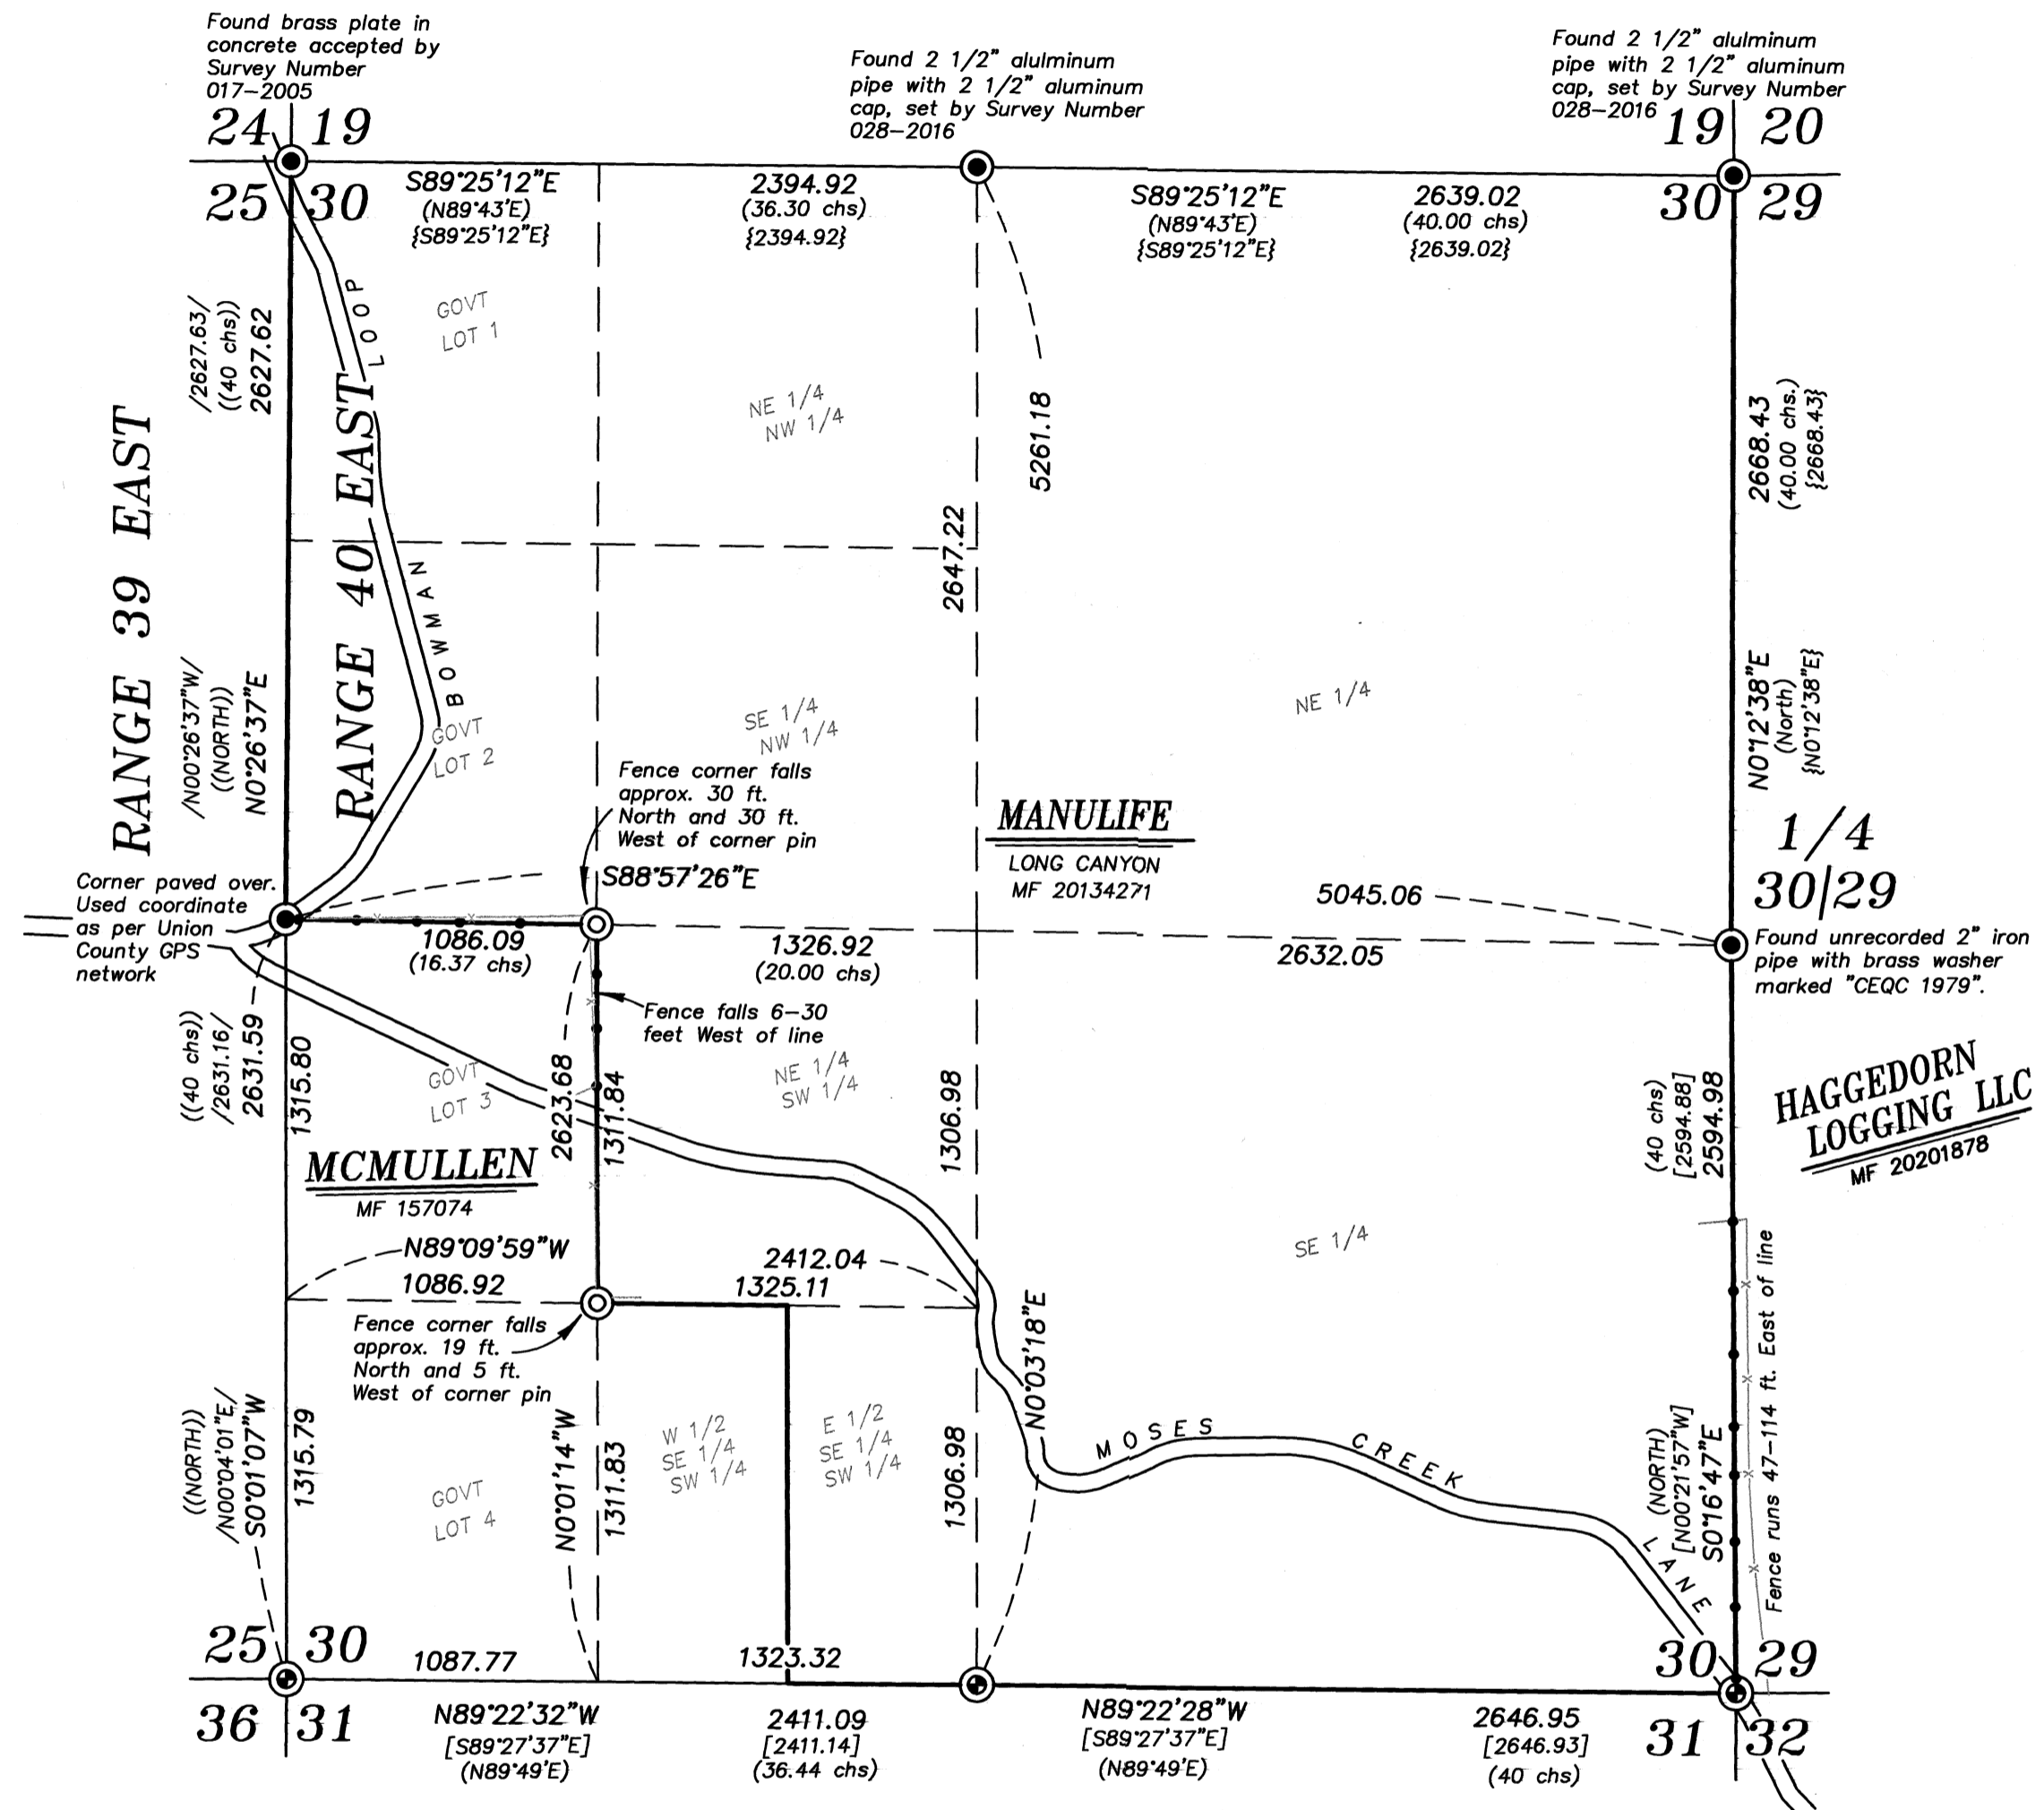 Found brass plate in
concrete accepted by
Survey Number
017-2005
Found 2 1/2" alulminum
pipe with 2 1/2" aluminum
cap, set by Survey Number
028-2016
Found 2 1/2" alulminum
pipe with 2 1/2" aluminum
cap, set by Survey Number
028-2016
24 19
25 30
19 20
30 29
S89°25'12"E
(N89°43'E)
{S89°25'12"E}
2394.92
(36.30 chs)
{2394.92}
S89°25'12"E
(N89°43'E)
{S89°25'12"E}
2639.02
(40.00 chs)
{2639.02}
/2627.63/
((40 chs))
2627.62
RANGE 39 EAST
RANGE 40 EAST
BOWMAN LOOP
GOVT
LOT 1
NE 1/4
NW 1/4
5261.18
2647.22
2668.43
(40.00 chs.)
{2668.43}
/N00°26'37"W/
((NORTH))
N0°26'37"E
GOVT
LOT 2
SE 1/4
NW 1/4
NE 1/4
N0°12'38"E
(North)
{N0°12'38"E}
Fence corner falls
approx. 30 ft.
North and 30 ft.
West of corner pin
MANULIFE
LONG CANYON
MF 20134271
1/4
30|29
Corner paved over.
Used coordinate
as per Union
County GPS
network
S88°57'26"E
1086.09
(16.37 chs)
1326.92
(20.00 chs)
5045.06
2632.05
Found unrecorded 2" iron
pipe with brass washer
marked "CEQC 1979".
Fence falls 6-30
feet West of line
((40 chs))
/2631.16/
2631.59
1315.80
GOVT
LOT 3
2623.68
1311.84
NE 1/4
SW 1/4
1306.98
(40 chs)
[2594.88]
2594.98
HAGGEDORN
LOGGING LLC
MF 20201878
MCMULLEN
MF 157074
N89°09'59"W
1086.92
2412.04
1325.11
SE 1/4
Fence corner falls
approx. 19 ft.
North and 5 ft.
West of corner pin
N0°03'18"E
((NORTH))
/N00°04'01"E/
S0°01'07"W
1315.79
GOVT
LOT 4
N0°01'14"W
1311.83
W 1/2
SE 1/4
SW 1/4
E 1/2
SE 1/4
SW 1/4
1306.98
MOSES CREEK LANE
(NORTH)
[N00°21'57"W]
S0°16'47"E
Fence runs 47-114 ft. East of line
25 30
36 31
1087.77
1323.32
30 29
31 32
N89°22'32"W
[S89°27'37"E]
(N89°49'E)
2411.09
[2411.14]
(36.44 chs)
N89°22'28"W
[S89°27'37"E]
(N89°49'E)
2646.95
[2646.93]
(40 chs)